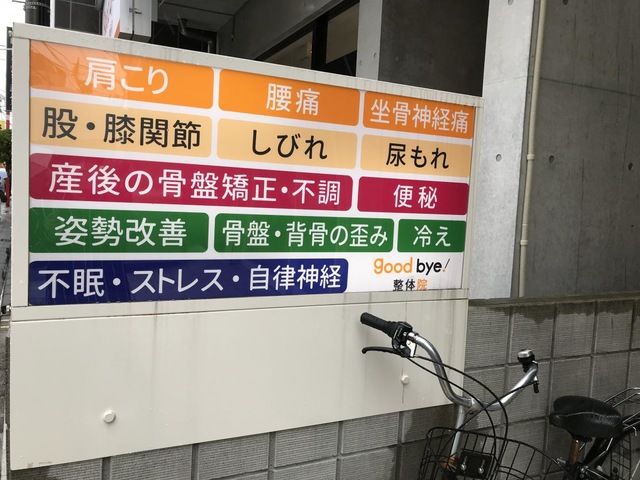 肩こり 腰痛 坐骨神経痛
股・膝関節 しびれ 尿もれ
産後の骨盤矯正・不調 便秘
姿勢改善 骨盤・背骨の歪み 冷え
不眠・ストレス・自律神経 good bye!
整体院